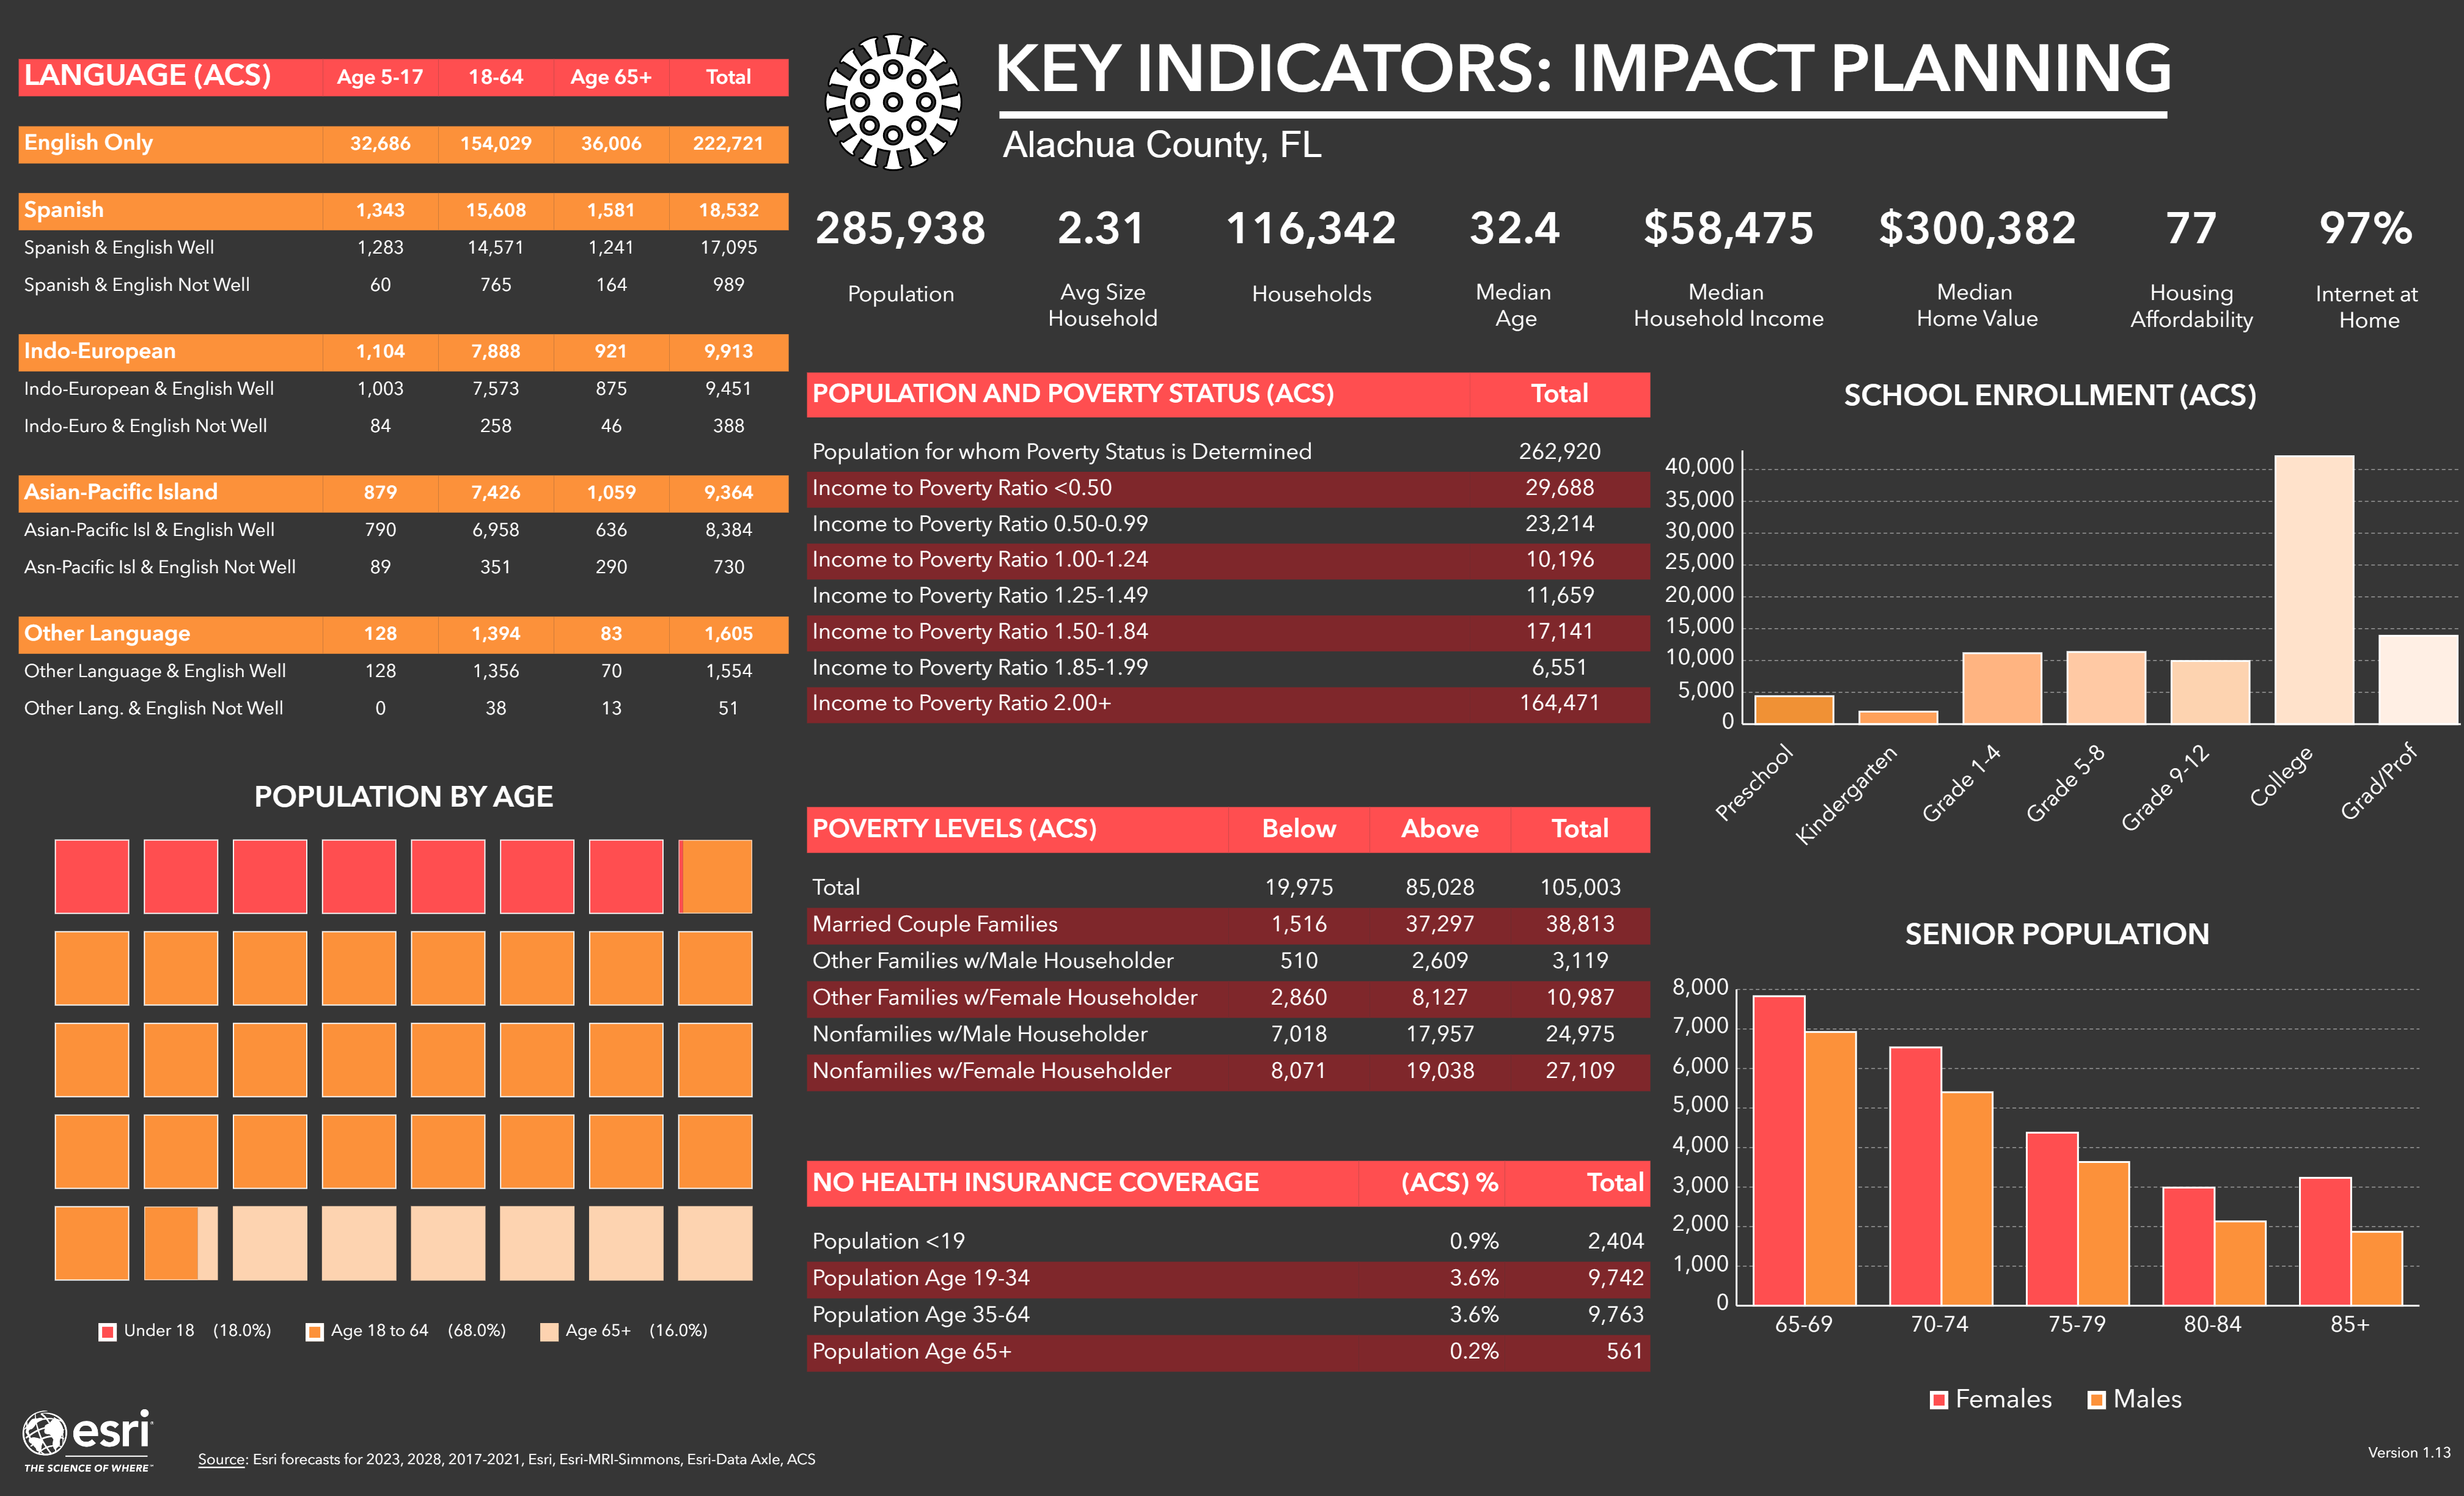 LANGUAGE (ACS) Age 5-17 18-64 Age 65+ Total
English Only 32,686 154,029 36,006 222,721
Spanish 1,343 15,608 1,581 18,532
Spanish & English Well 1,283 14,571 1,241 17,095
Spanish & English Not Well 60 765 164 989
Indo-European 1,104 7,888 921 9,913
Indo-European & English Well 1,003 7,573 875 9,451
Indo-Euro & English Not Well 84 258 46 388
Asian-Pacific Island 879 7,426 1,059 9,364
Asian-Pacific Isl & English Well 790 6,958 636 8,384
Asn-Pacific Isl & English Not Well 89 351 290 730
Other Language 128 1,394 83 1,605
Other Language & English Well 128 1,356 70 1,554
Other Lang. & English Not Well 0 38 13 51
POPULATION BY AGE
Under 18 (18.0%) Age 18 to 64 (68.0%) Age 65+ (16.0%)
KEY INDICATORS: IMPACT PLANNING
Alachua County, FL
285,938 2.31 116,342 32.4 $58,475 $300,382 77 97%
Population Avg Size Households Median Median Median Housing Internet at
Household Age Household Income Home Value Affordability Home
POPULATION AND POVERTY STATUS (ACS) Total
Population for whom Poverty Status is Determined 262,920
Income to Poverty Ratio <0.50 29,688
Income to Poverty Ratio 0.50-0.99 23,214
Income to Poverty Ratio 1.00-1.24 10,196
Income to Poverty Ratio 1.25-1.49 11,659
Income to Poverty Ratio 1.50-1.84 17,141
Income to Poverty Ratio 1.85-1.99 6,551
Income to Poverty Ratio 2.00+ 164,471
POVERTY LEVELS (ACS) Below Above Total
Total 19,975 85,028 105,003
Married Couple Families 1,516 37,297 38,813
Other Families w/Male Householder 510 2,609 3,119
Other Families w/Female Householder 2,860 8,127 10,987
Nonfamilies w/Male Householder 7,018 17,957 24,975
Nonfamilies w/Female Householder 8,071 19,038 27,109
NO HEALTH INSURANCE COVERAGE (ACS) % Total
Population <19 0.9% 2,404
Population Age 19-34 3.6% 9,742
Population Age 35-64 3.6% 9,763
Population Age 65+ 0.2% 561
SCHOOL ENROLLMENT (ACS)
40,000
35,000
30,000
25,000
20,000
15,000
10,000
5,000
0
Preschool Kindergarten Grade 1-4 Grade 5-8 Grade 9-12 College Grad/Prof
SENIOR POPULATION
8,000
7,000
6,000
5,000
4,000
3,000
2,000
1,000
0
65-69 70-74 75-79 80-84 85+
Females Males
esri
THE SCIENCE OF WHERE
Source: Esri forecasts for 2023, 2028, 2017-2021, Esri, Esri-MRI-Simmons, Esri-Data Axle, ACS
Version 1.13